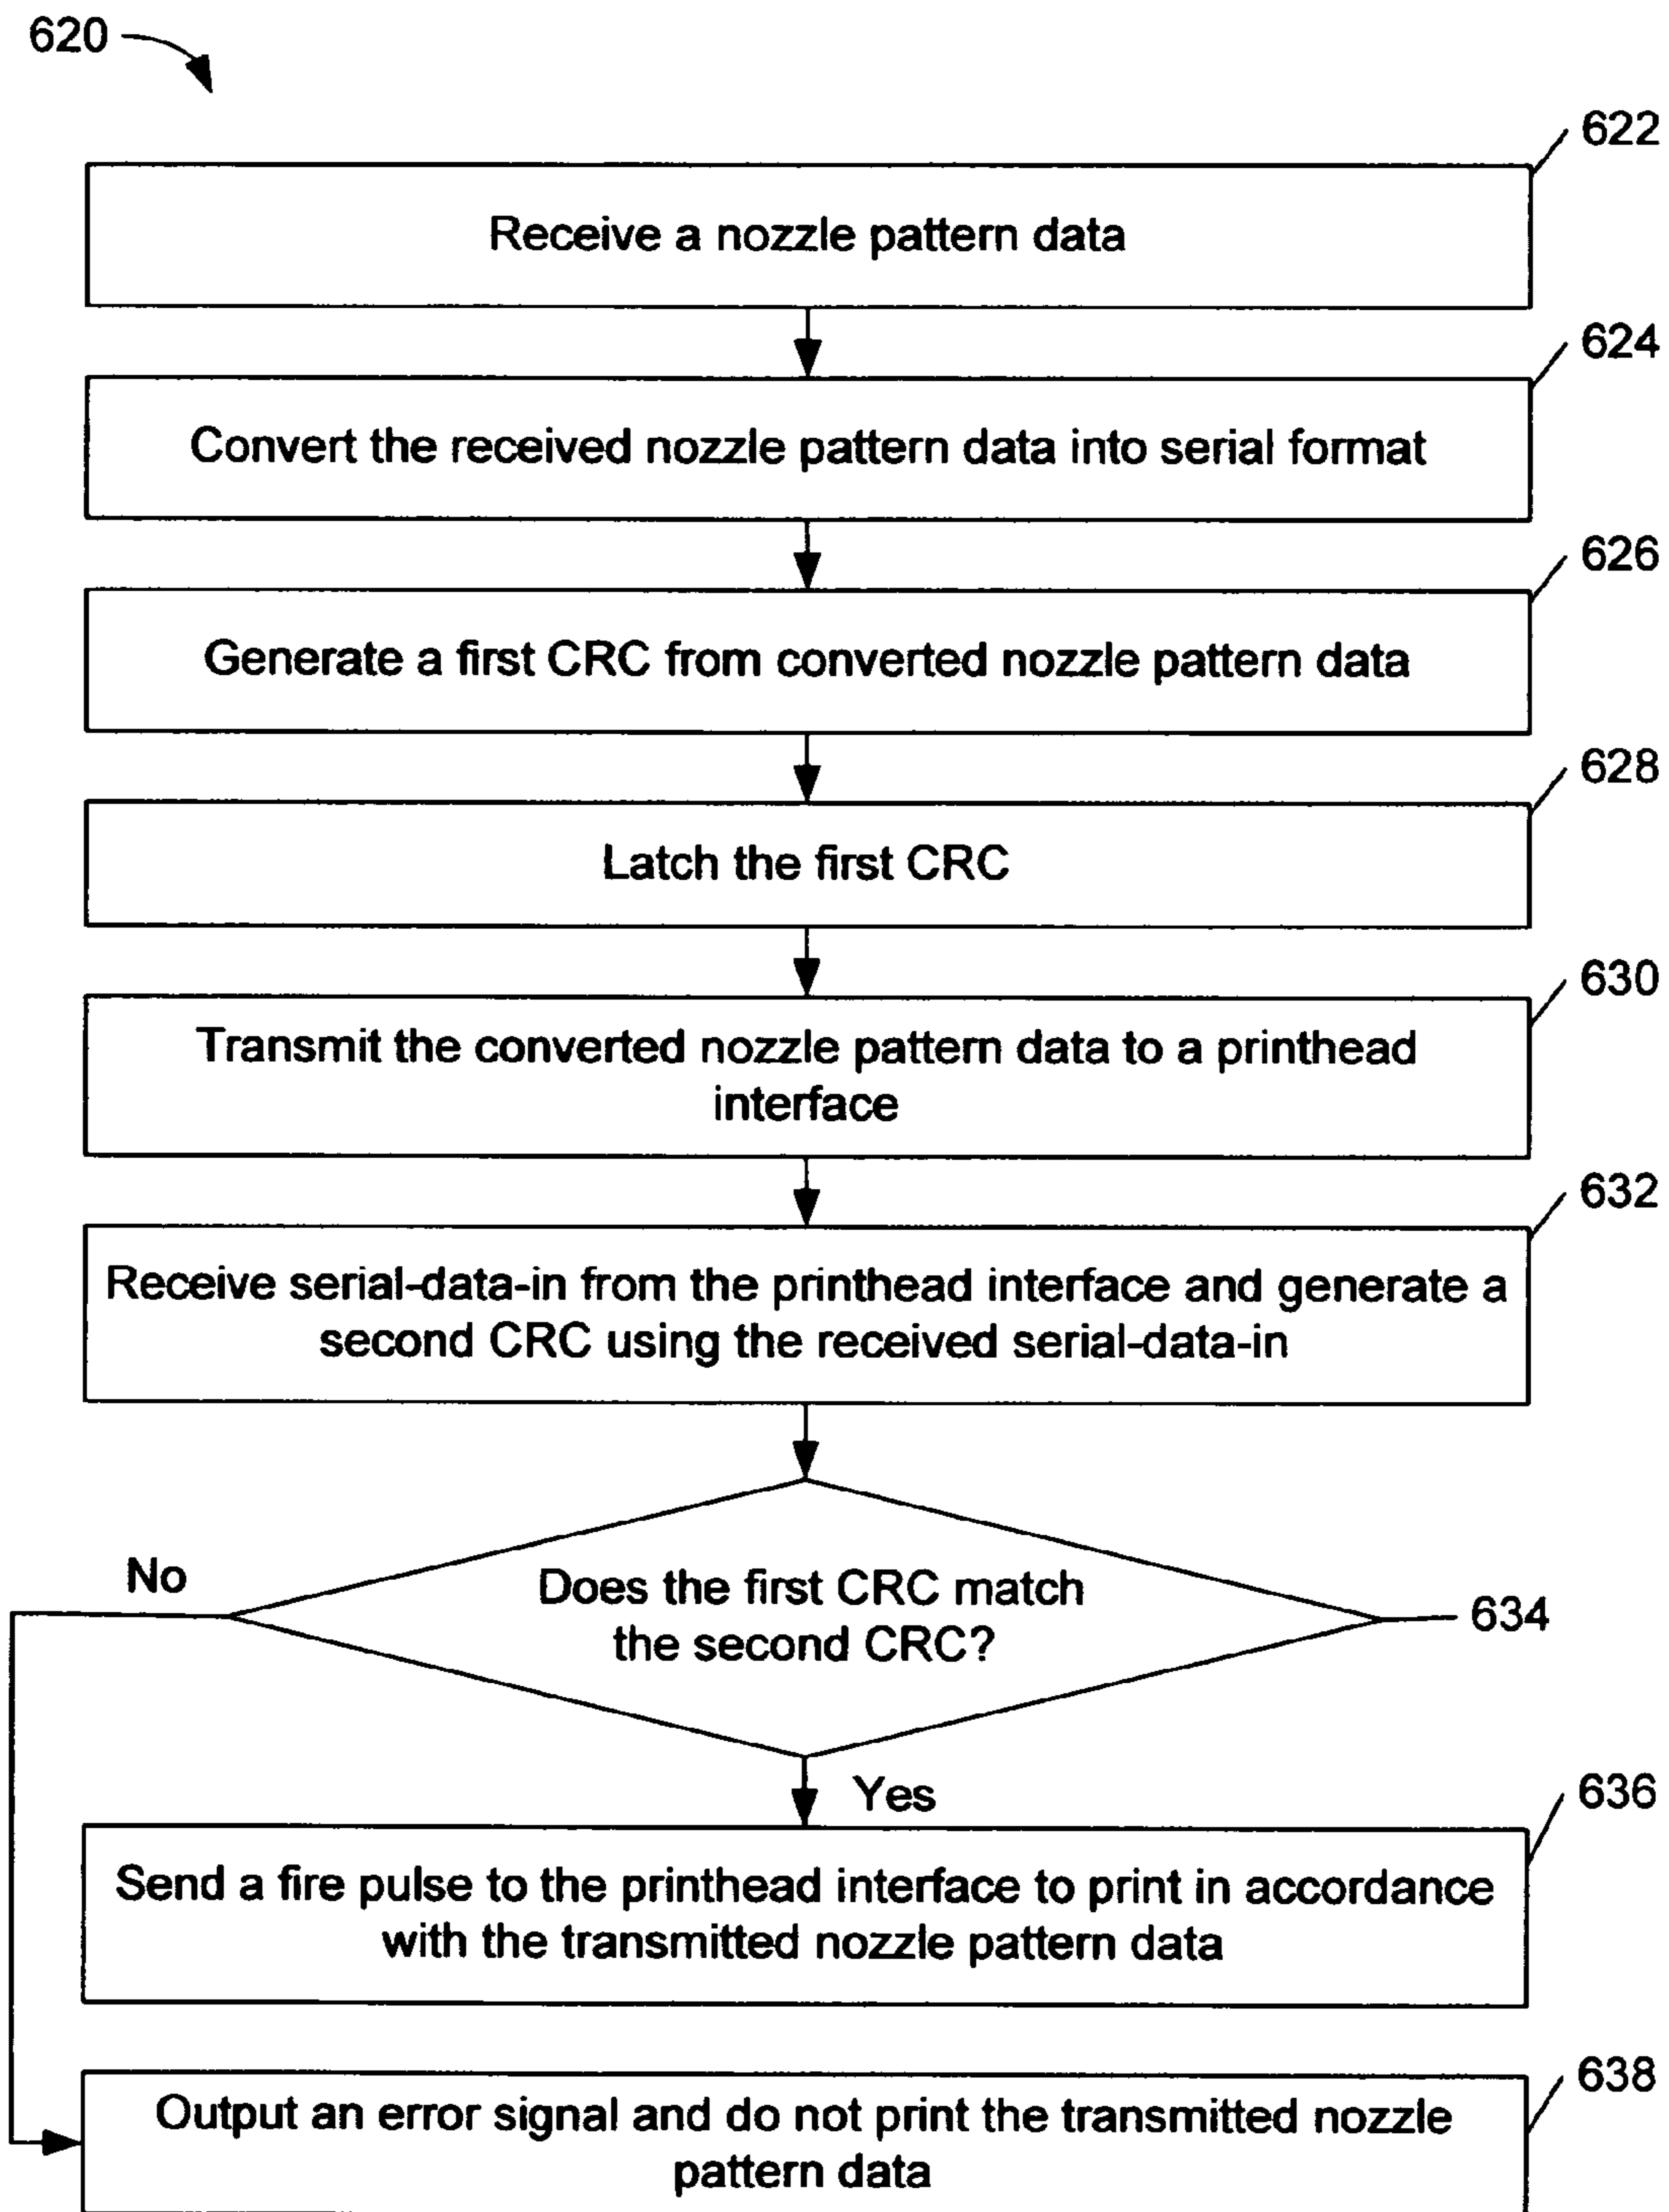 620
622
Receive a nozzle pattern data
624
Convert the received nozzle pattern data into serial format
626
Generate a first CRC from converted nozzle pattern data
628
Latch the first CRC
630
Transmit the converted nozzle pattern data to a printhead
interface
632
Receive serial-data-in from the printhead interface and generate a
second CRC using the received serial-data-in
No
Does the first CRC match
the second CRC?
634
Yes
636
Send a fire pulse to the printhead interface to print in accordance
with the transmitted nozzle pattern data
638
Output an error signal and do not print the transmitted nozzle
pattern data